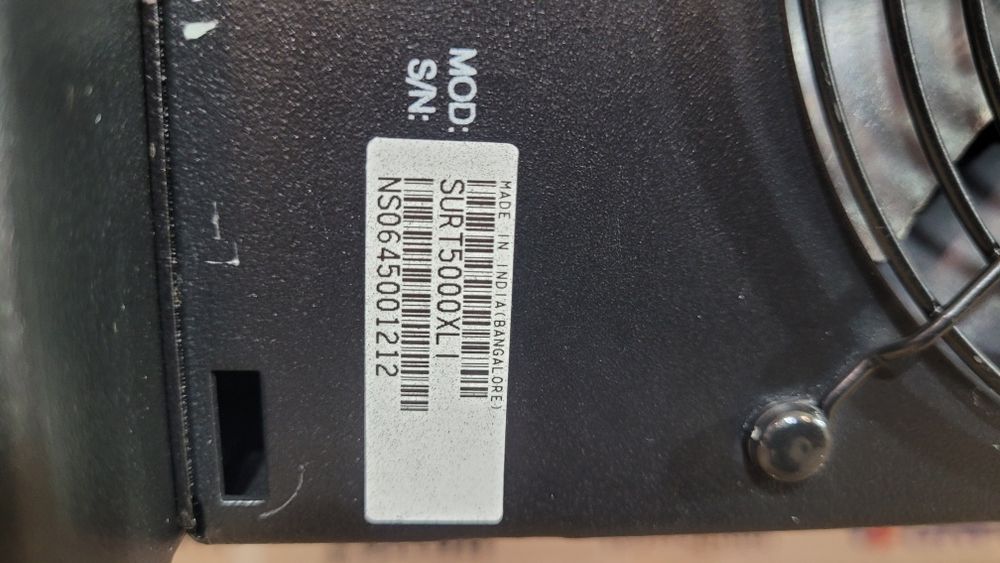 MADE IN INDIA(BANGALORE)
MOD: SURT5000XLI
S/N: NS0645001212